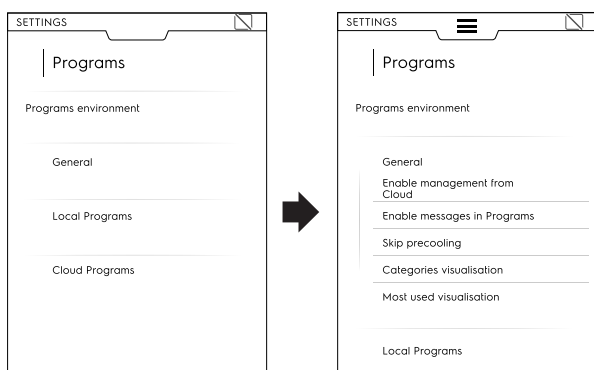 SETTINGS
Programs
Programs environment
General
Local Programs
Cloud Programs
SETTINGS
Programs
Programs environment
General
Enable management from
Cloud
Enable messages in Programs
Skip precooling
Categories visualisation
Most used visualisation
Local Programs